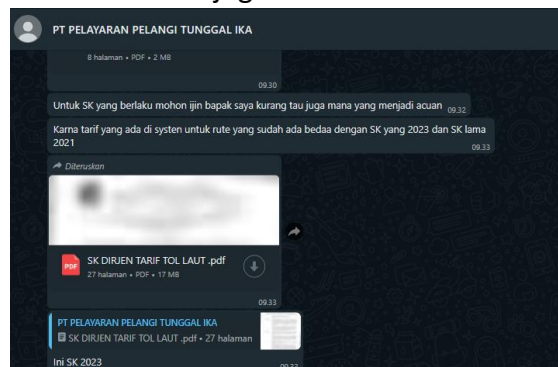 PT PELAYARAN PELANGI TUNGGAL IKA
8 halaman • PDF • 2 MB
09.30
Untuk SK yang berlaku mohon ijin bapak saya kurang tau juga mana yang menjadi acuan 09.32
Karna tarif yang ada di systen untuk rute yang sudah ada bedaa dengan SK yang 2023 dan SK lama
2021 09.33
Diteruskan
PDF SK DIRJEN TARIF TOL LAUT .pdf
27 halaman • PDF • 17 MB
09.33
PT PELAYARAN PELANGI TUNGGAL IKA
SK DIRJEN TARIF TOL LAUT .pdf • 27 halaman
Ini SK 2023
09.33